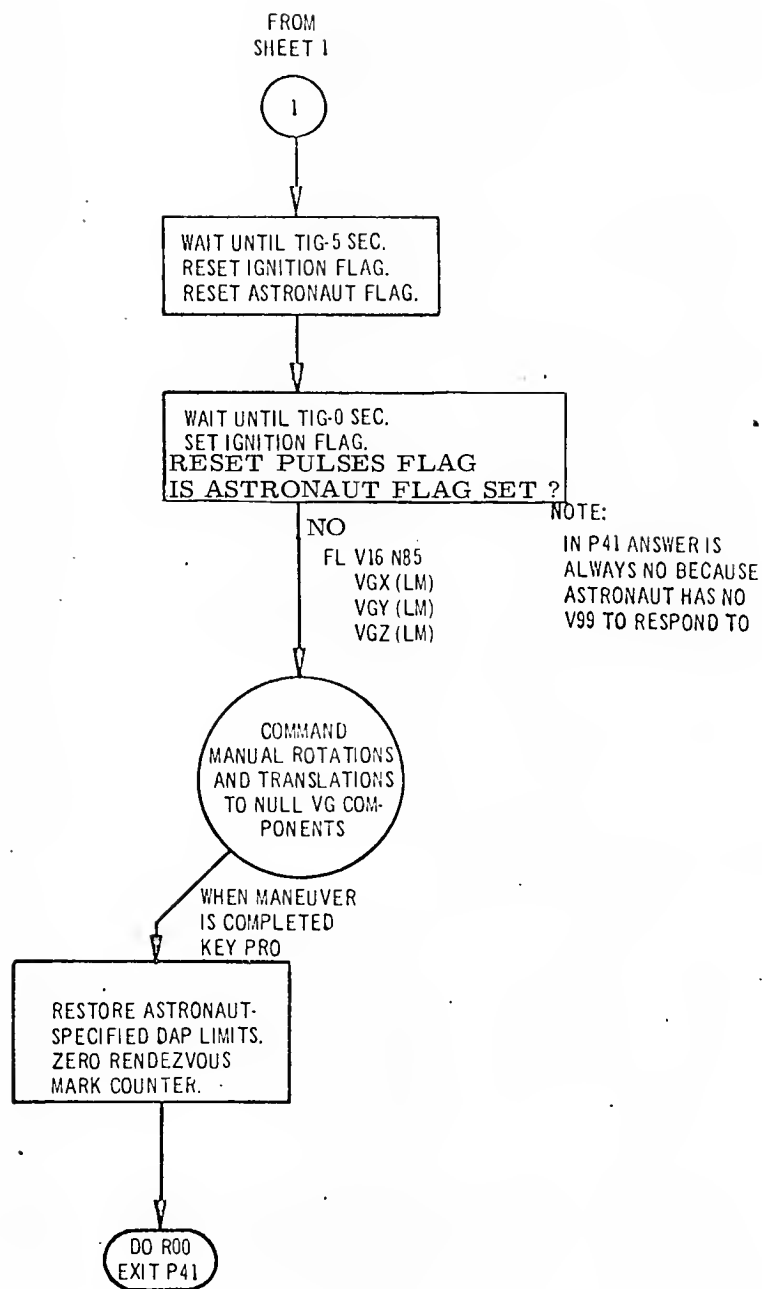 FROM
SHEET 1
1
WAIT UNTIL TIG-5 SEC.
RESET IGNITION FLAG.
RESET ASTRONAUT FLAG.
WAIT UNTIL TIG-0 SEC.
SET IGNITION FLAG.
RESET PULSES FLAG
IS ASTRONAUT FLAG SET ?
NO
FL V16 N85
VGX (LM)
VGY (LM)
VGZ (LM)
NOTE:
IN P41 ANSWER IS
ALWAYS NO BECAUSE
ASTRONAUT HAS NO
V99 TO RESPOND TO
COMMAND
MANUAL ROTATIONS
AND TRANSLATIONS
TO NULL VG COM-
PONENTS
WHEN MANEUVER
IS COMPLETED
KEY PRO
RESTORE ASTRONAUT-
SPECIFIED DAP LIMITS.
ZERO RENDEZVOUS
MARK COUNTER.
DO R00
EXIT P41